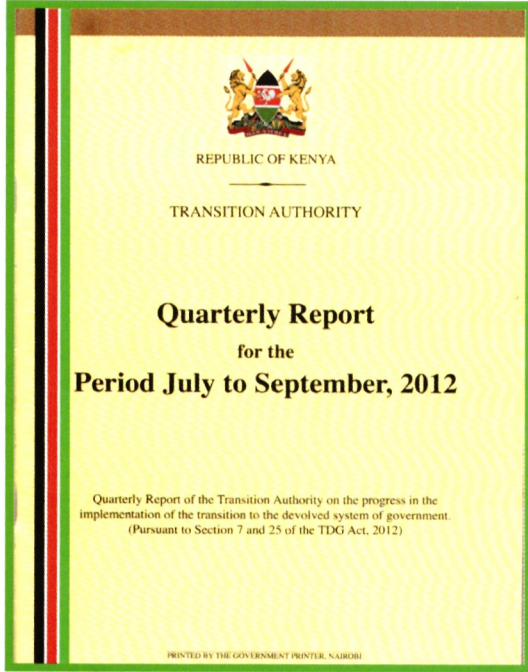 REPUBLIC OF KENYA
TRANSITION AUTHORITY
Quarterly Report
for the
Period July to September, 2012
Quarterly Report of the Transition Authority on the progress in the
implementation of the transition to the devolved system of government.
(Pursuant to Section 7 and 25 of the TDG Act, 2012)
PRINTED BY THE GOVERNMENT PRINTER, NAIROBI